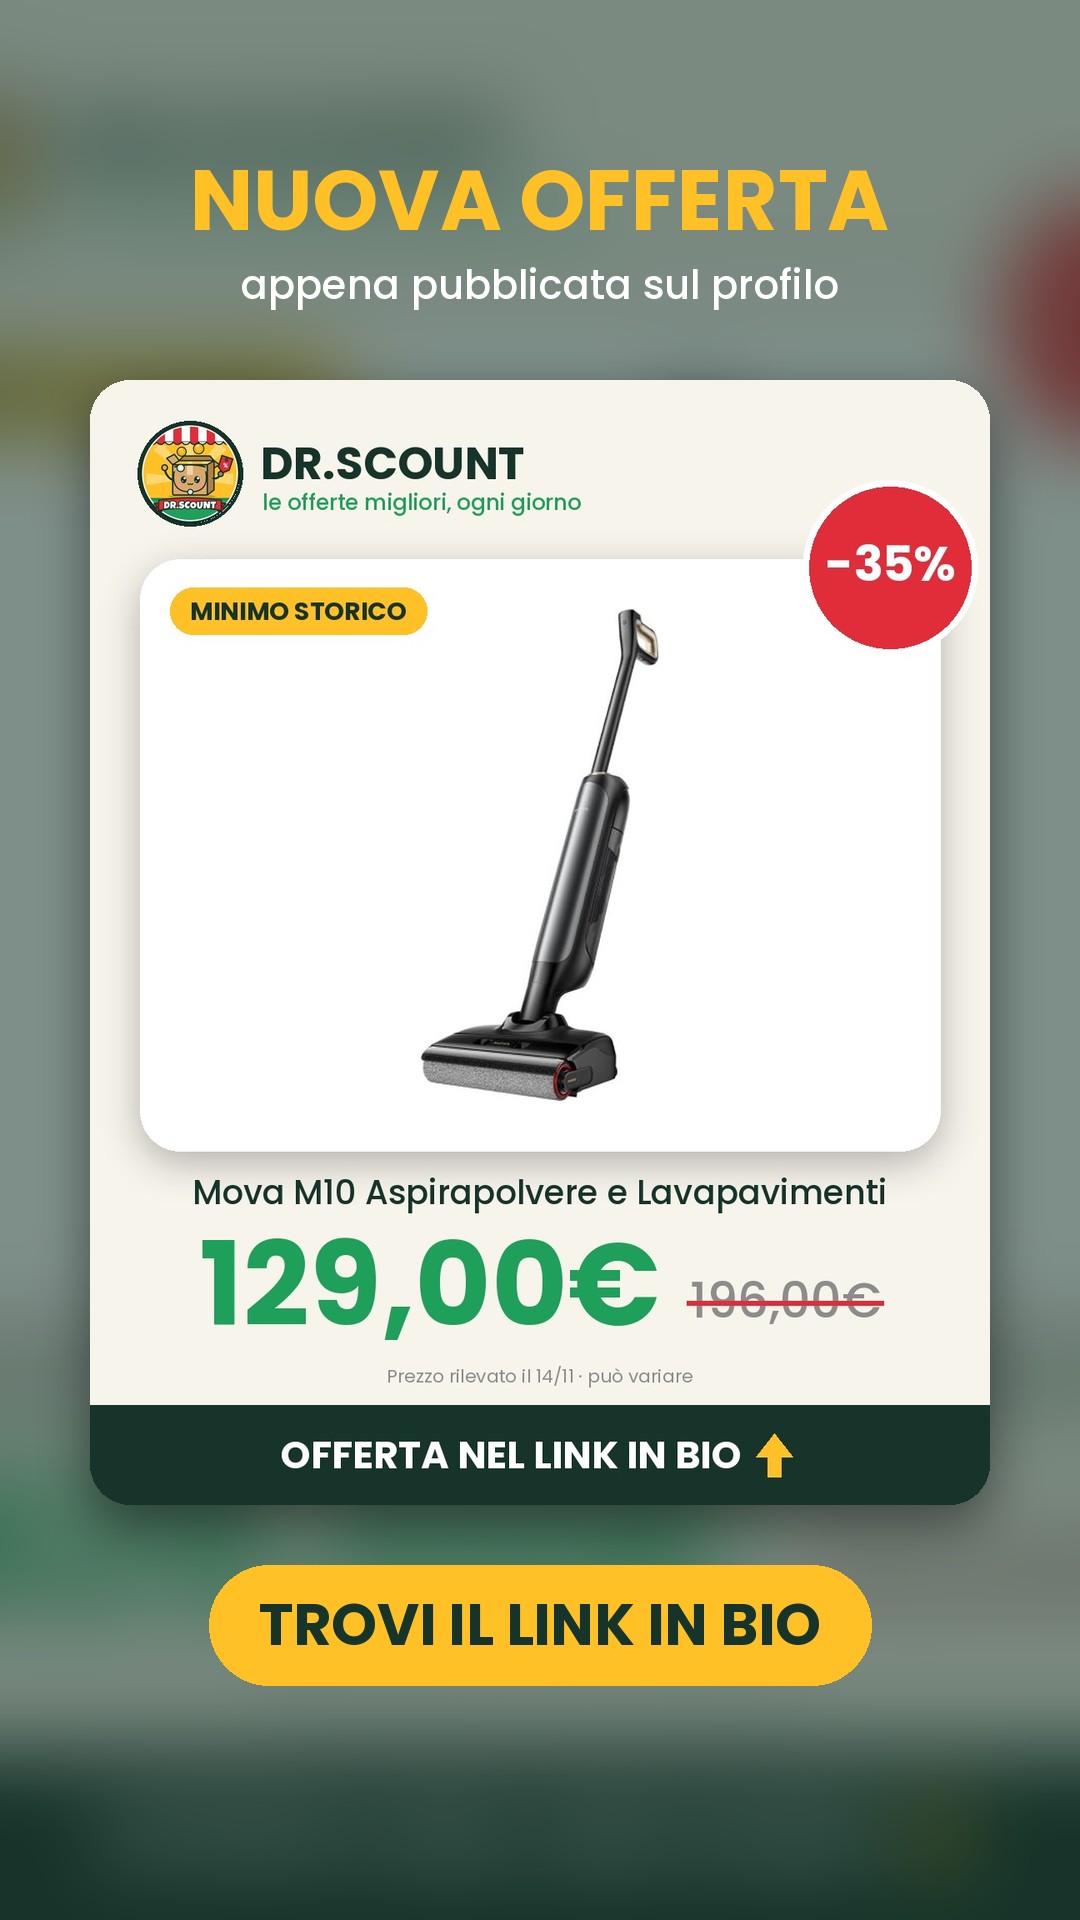 NUOVA OFFERTA
appena pubblicata sul profilo
DR.SCOUNT
DR.SCOUNT
le offerte migliori, ogni giorno
-35%
MINIMO STORICO
Mova M10 Aspirapolvere e Lavapavimenti
129,00€ 196,00€
Prezzo rilevato il 14/11 · può variare
OFFERTA NEL LINK IN BIO
TROVI IL LINK IN BIO